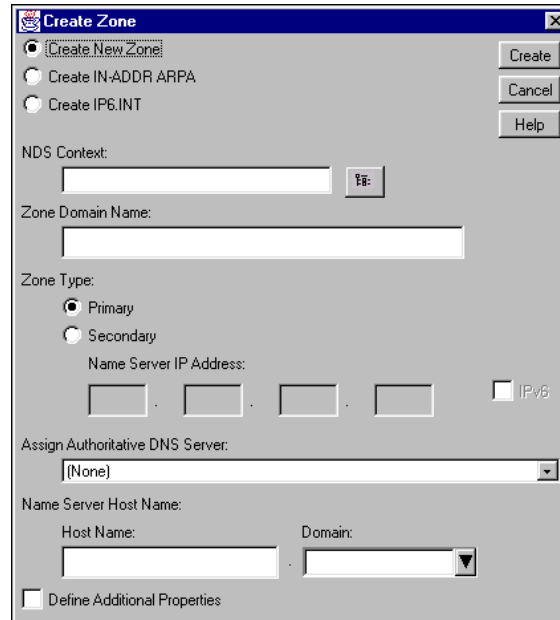 Create Zone
Create New Zone
Create
Create IN-ADDR ARPA
Cancel
Create IP6.INT
Help
NDS Context:
Zone Domain Name:
Zone Type:
Primary
Secondary
Name Server IP Address:
. . .
IPv6
Assign Authoritative DNS Server:
(None)
Name Server Host Name:
Host Name:
Domain:
.
Define Additional Properties